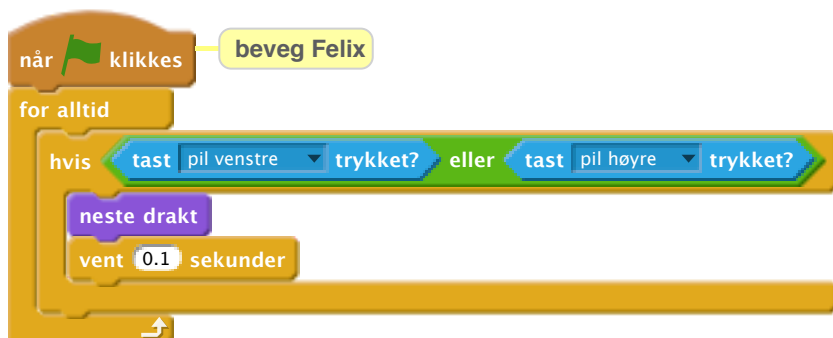 når klikkes beveg Felix
for alltid
hvis tast pil venstre trykket? eller tast pil høyre trykket?
neste drakt
vent 0.1 sekunder